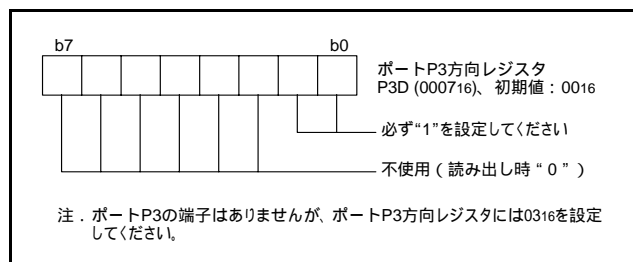 b7 b0
ポートP3方向レジスタ
P3D (000716)、初期値：0016
必ず“1”を設定してください
不使用（読み出し時“0”）
注．ポートP3の端子はありませんが、ポートP3方向レジスタには0316を設定
してください。